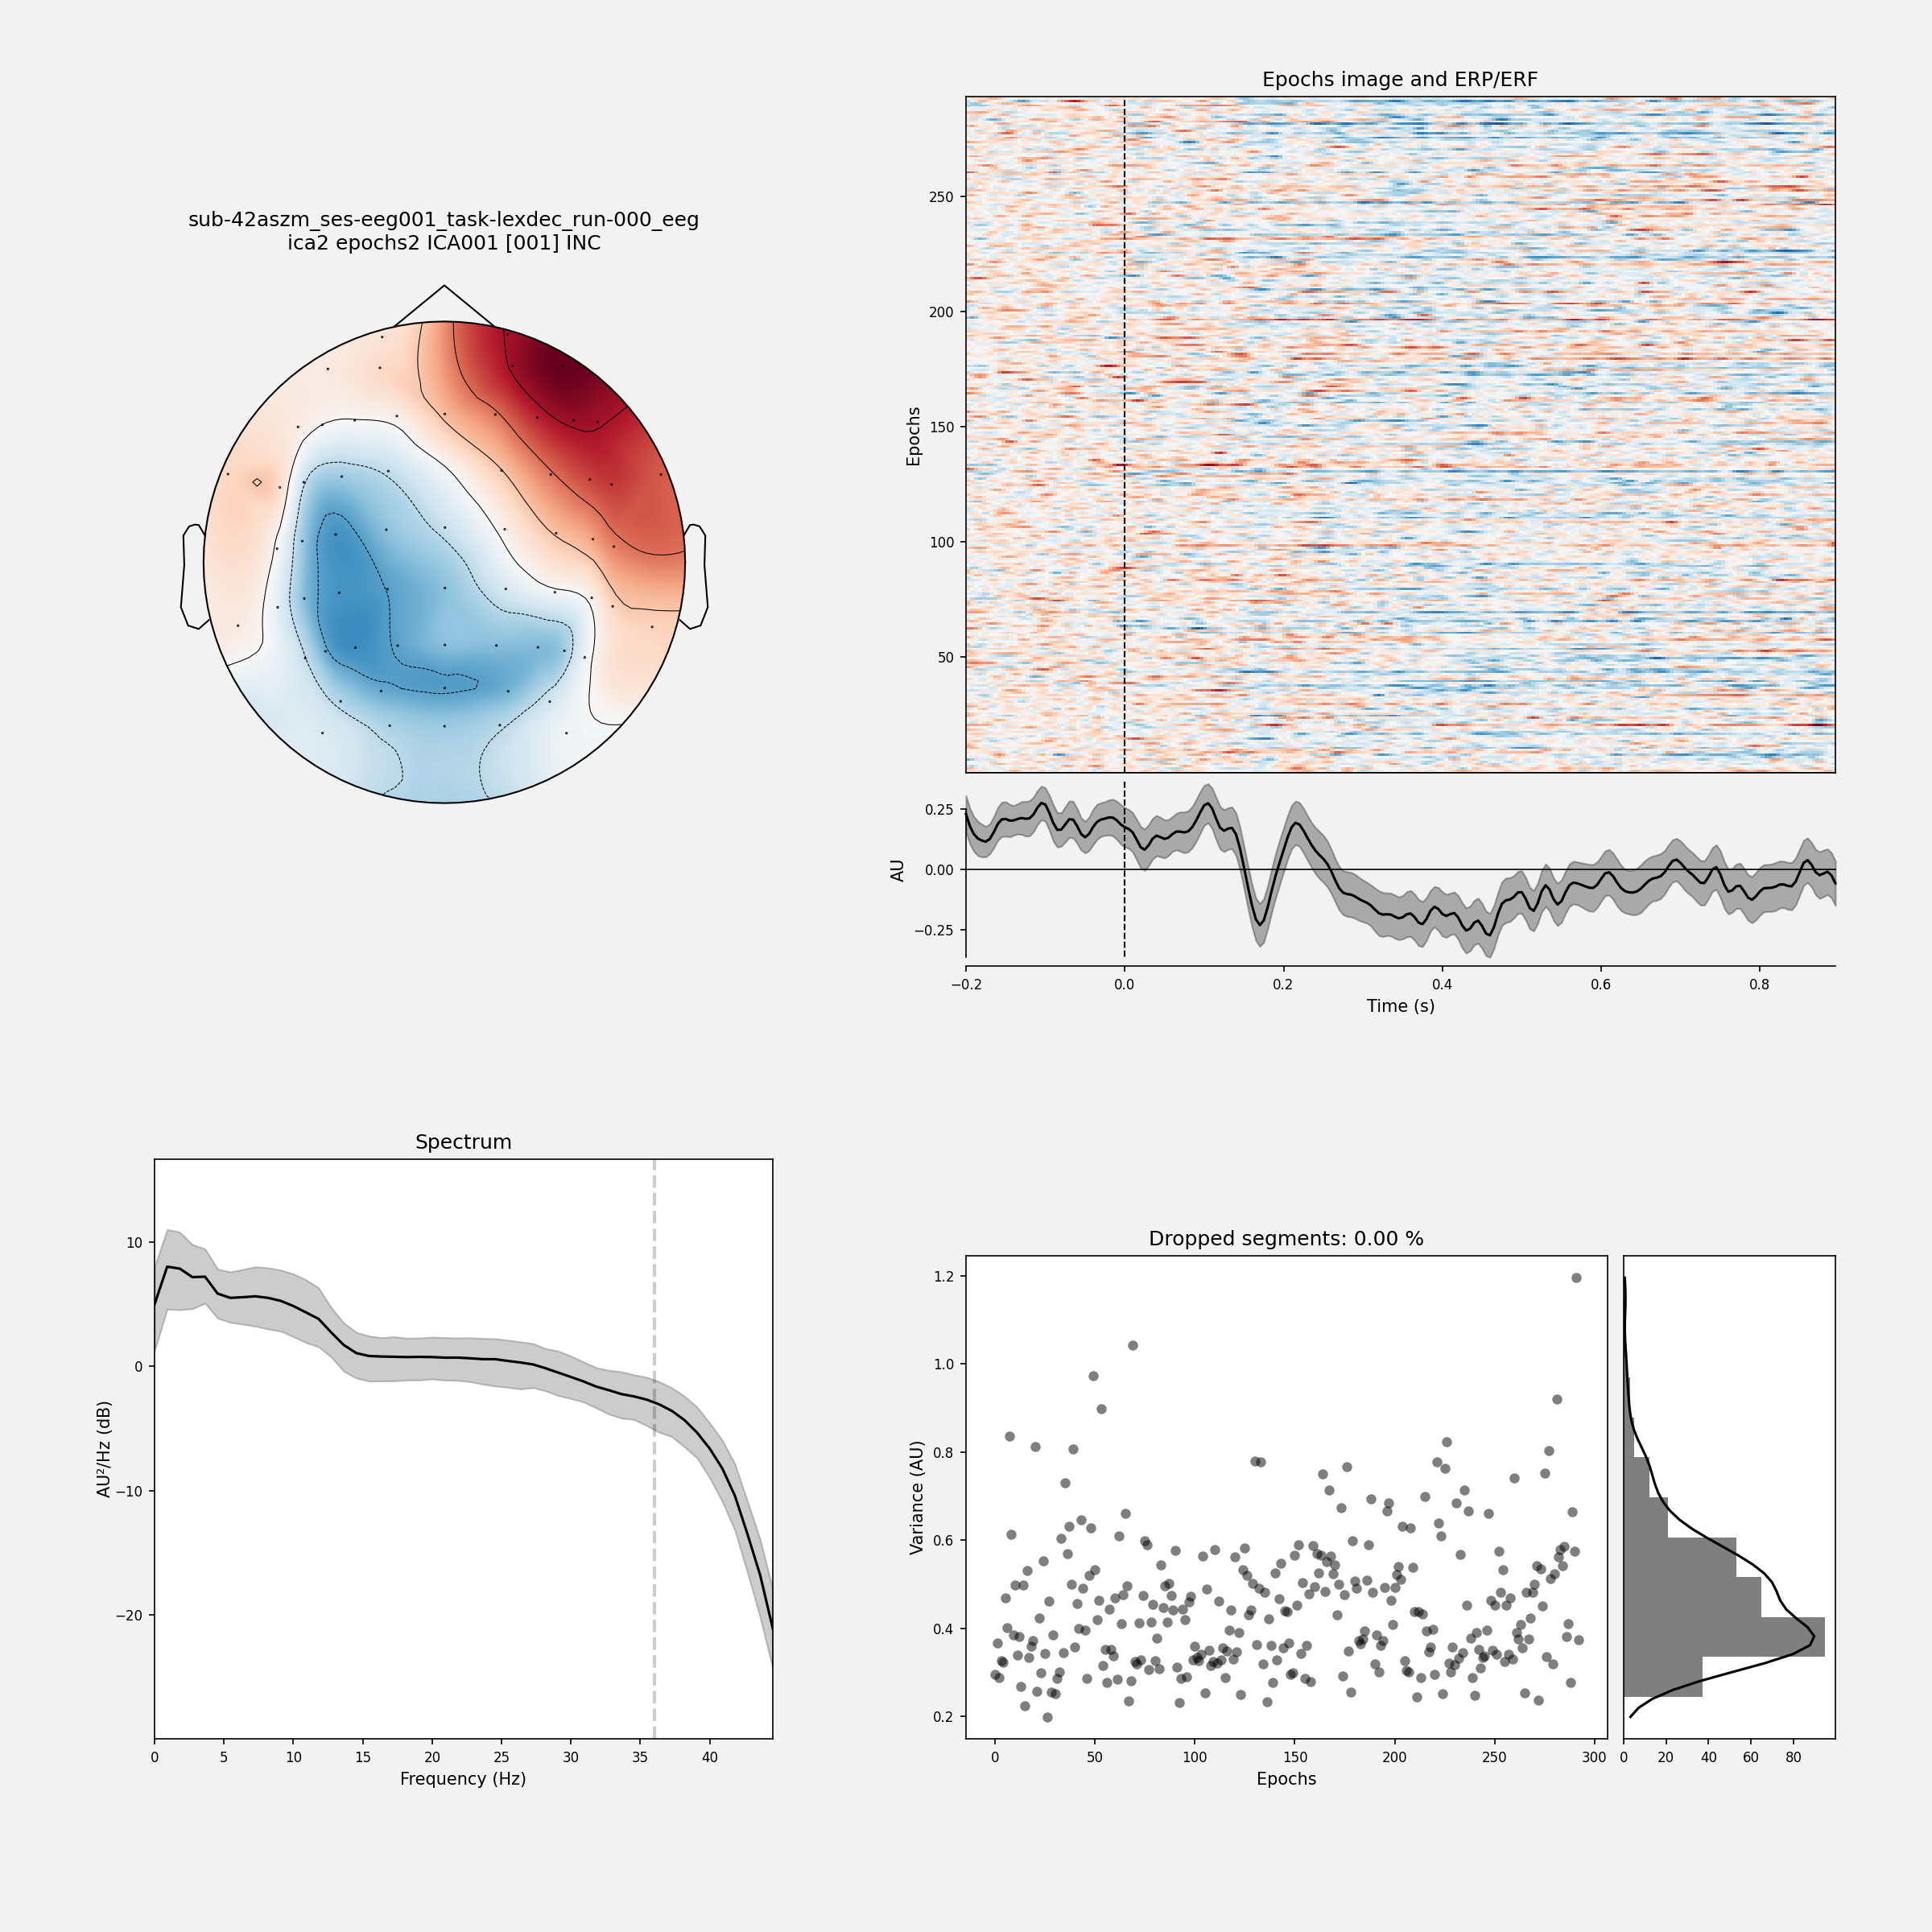 sub-42aszm_ses-eeg001_task-lexdec_run-000_eeg
ica2 epochs2 ICA001 [001] INC
Epochs image and ERP/ERF
Epochs
250
200
150
100
50
AU
0.25
0.00
−0.25
−0.2 0.0 0.2 0.4 0.6 0.8
Time (s)
Spectrum
AU²/Hz (dB)
10
0
−10
−20
0 5 10 15 20 25 30 35 40
Frequency (Hz)
Dropped segments: 0.00 %
Variance (AU)
1.2
1.0
0.8
0.6
0.4
0.2
0 50 100 150 200 250 300
Epochs
0 20 40 60 80